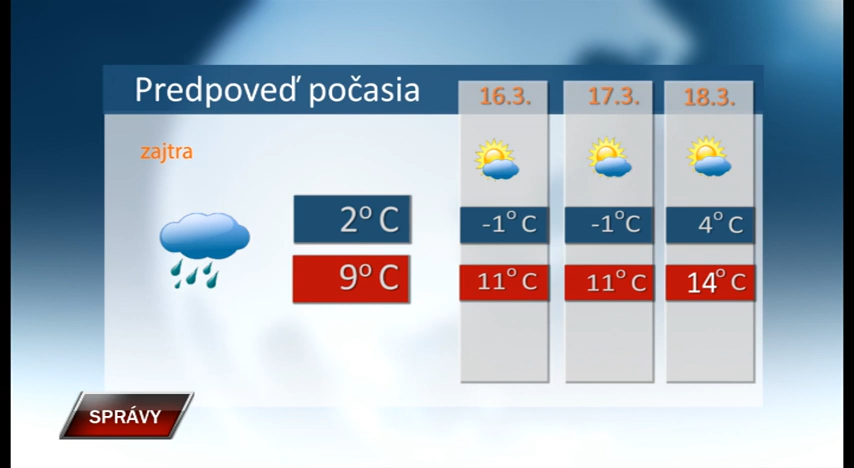 Predpoveď počasia
zajtra
2° C
9° C
16.3.
-1° C
11° C
17.3.
-1°C
11° C
18.3.
4° C
14° C
SPRÁVY